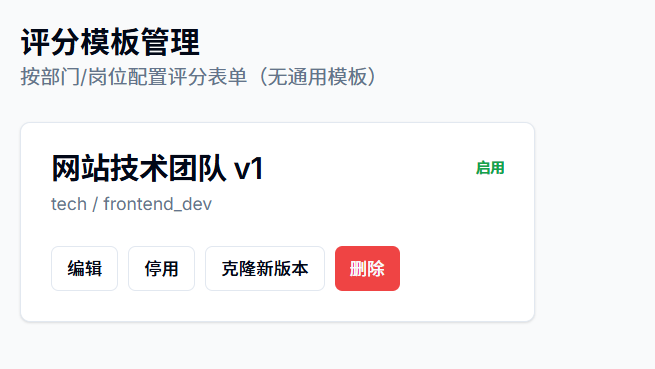 评分模板管理
按部门/岗位配置评分表单（无通用模板）
网站技术团队 v1
启用
tech / frontend_dev
编辑 停用 克隆新版本 删除